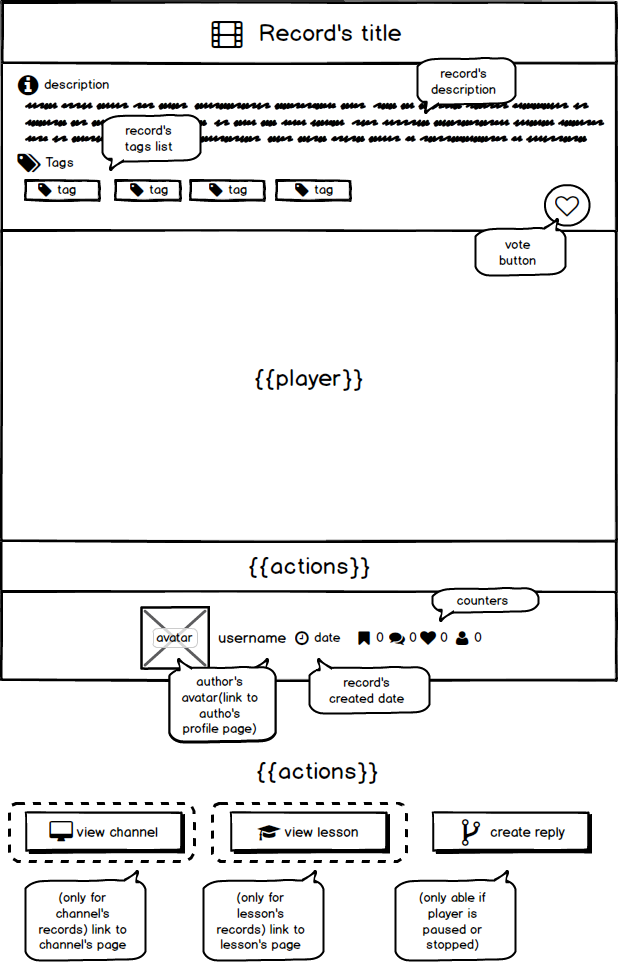 Record's title
description
record's
description
record's
tags list
Tags
tag tag tag tag
vote
button
{{player}}
{{actions}}
counters
avatar username date 0 0 0 0
author's
avatar(link to
autho's
profile page)
record's
created date
{{actions}}
view channel view lesson create reply
(only for
channel's
records) link to
channel's page
(only for
lesson's
records) link to
lesson's page
(only able if
player is
paused or
stopped)